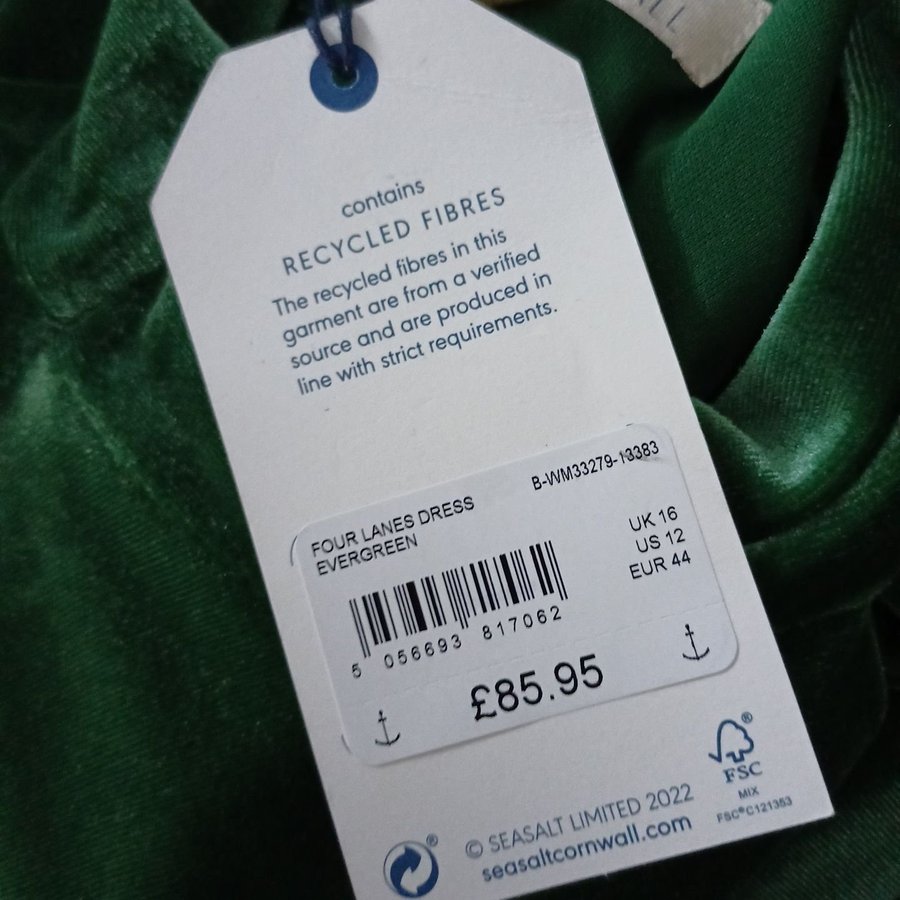 ALL
contains
RECYCLED FIBRES
The recycled fibres in this
garment are from a verified
source and are produced in
line with strict requirements.
B-WM33279-13383
FOUR LANES DRESS
EVERGREEN
UK 16
US 12
EUR 44
5 056693 817062
£85.95
FSC®
MIX
FSC®C121353
® © SEASALT LIMITED 2022
seasaltcornwall.com